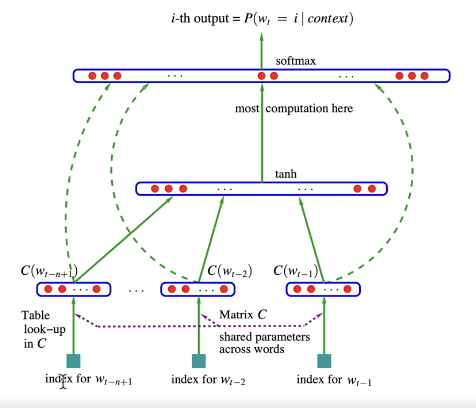 i-th output = P(w_t = i | context)
softmax
...
...
most computation here
tanh
...
...
C(w_{t−n+1})
C(w_{t−2})
C(w_{t−1})
...
...
...
...
Table
look−up
in C
Matrix C
shared parameters
across words
index for w_{t−n+1}
index for w_{t−2}
index for w_{t−1}